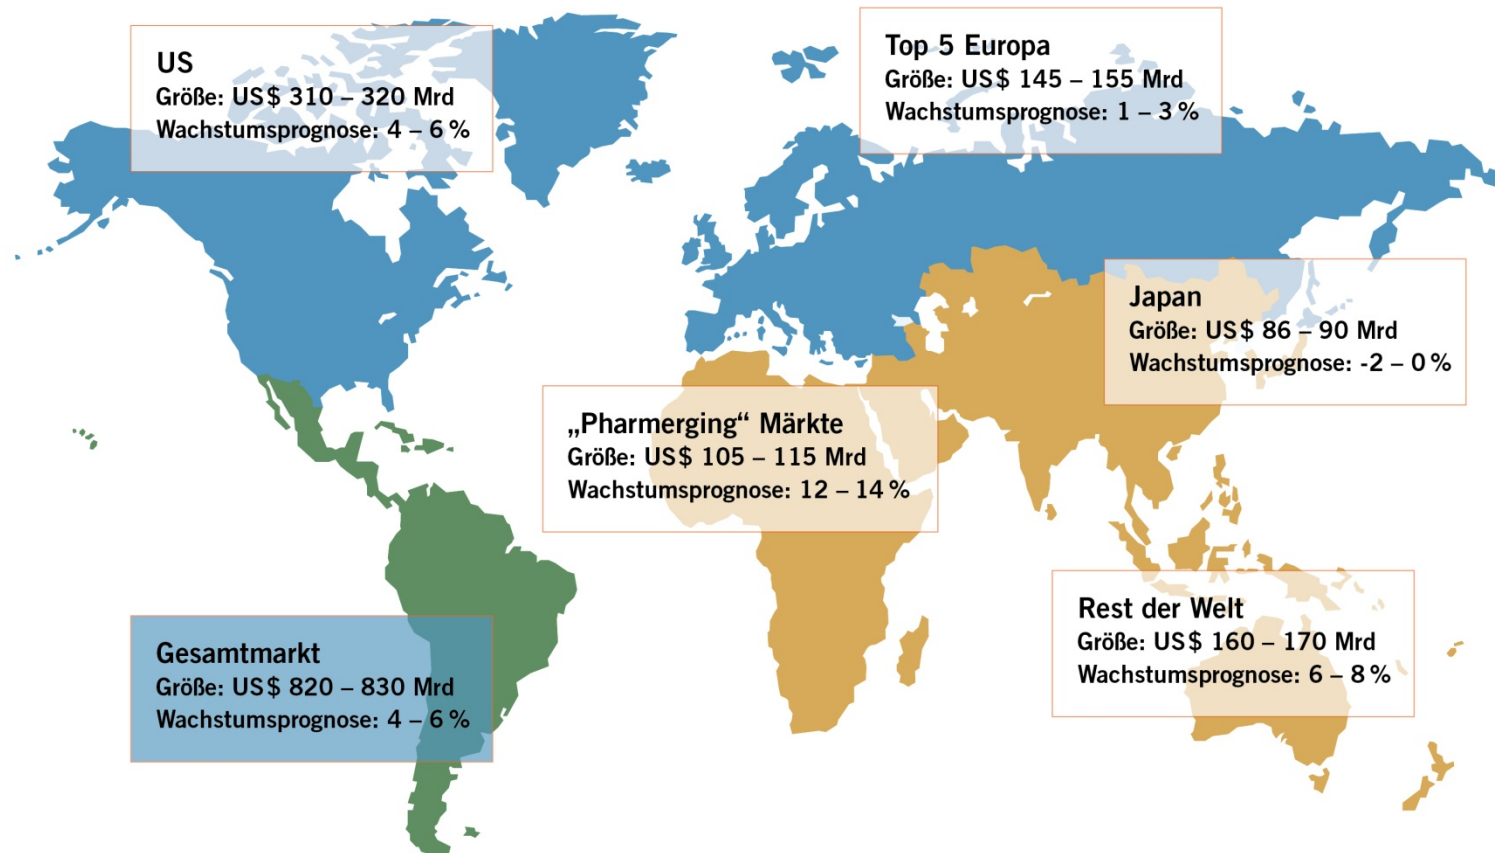 US
Größe: US$ 310 – 320 Mrd
Wachstumsprognose: 4 – 6 %
Top 5 Europa
Größe: US$ 145 – 155 Mrd
Wachstumsprognose: 1 – 3 %
Japan
Größe: US$ 86 – 90 Mrd
Wachstumsprognose: -2 – 0 %
„Pharmerging“ Märkte
Größe: US$ 105 – 115 Mrd
Wachstumsprognose: 12 – 14 %
Rest der Welt
Größe: US$ 160 – 170 Mrd
Wachstumsprognose: 6 – 8 %
Gesamtmarkt
Größe: US$ 820 – 830 Mrd
Wachstumsprognose: 4 – 6 %